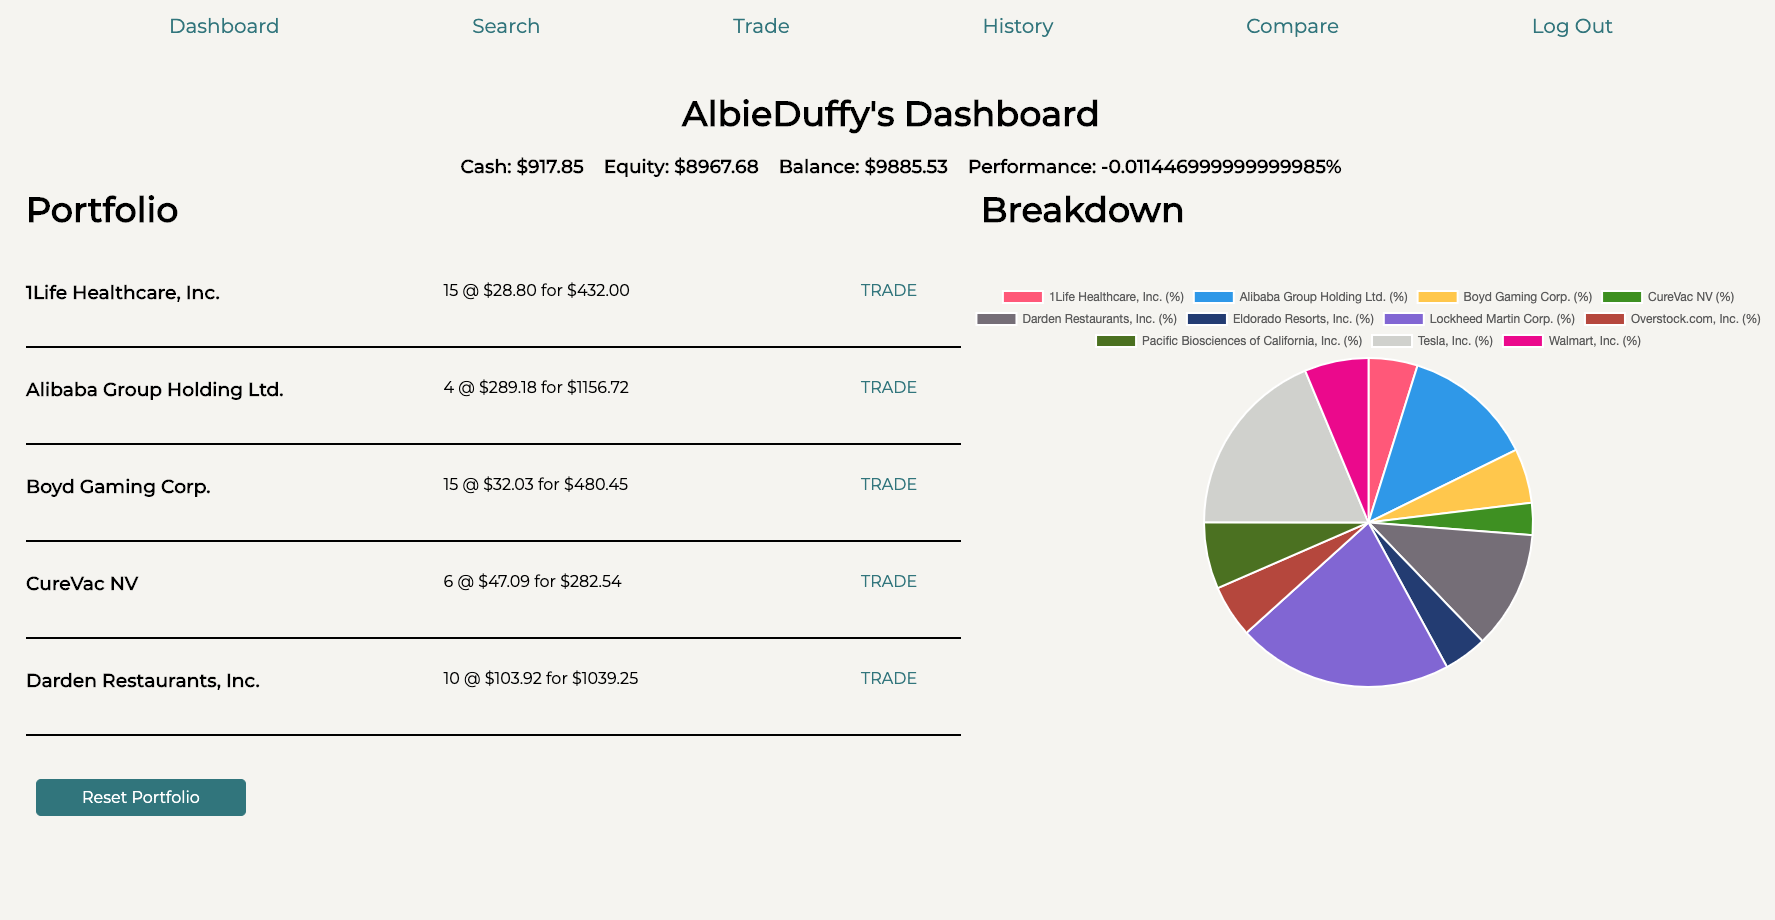 Dashboard Search Trade History Compare Log Out
AlbieDuffy's Dashboard
Cash: $917.85 Equity: $8967.68 Balance: $9885.53 Performance: -0.011446999999999985%
Portfolio
1Life Healthcare, Inc. 15 @ $28.80 for $432.00 TRADE
Alibaba Group Holding Ltd. 4 @ $289.18 for $1156.72 TRADE
Boyd Gaming Corp. 15 @ $32.03 for $480.45 TRADE
CureVac NV 6 @ $47.09 for $282.54 TRADE
Darden Restaurants, Inc. 10 @ $103.92 for $1039.25 TRADE
Reset Portfolio
Breakdown
1Life Healthcare, Inc. (%) Alibaba Group Holding Ltd. (%) Boyd Gaming Corp. (%) CureVac NV (%)
Darden Restaurants, Inc. (%) Eldorado Resorts, Inc. (%) Lockheed Martin Corp. (%) Overstock.com, Inc. (%)
Pacific Biosciences of California, Inc. (%) Tesla, Inc. (%) Walmart, Inc. (%)